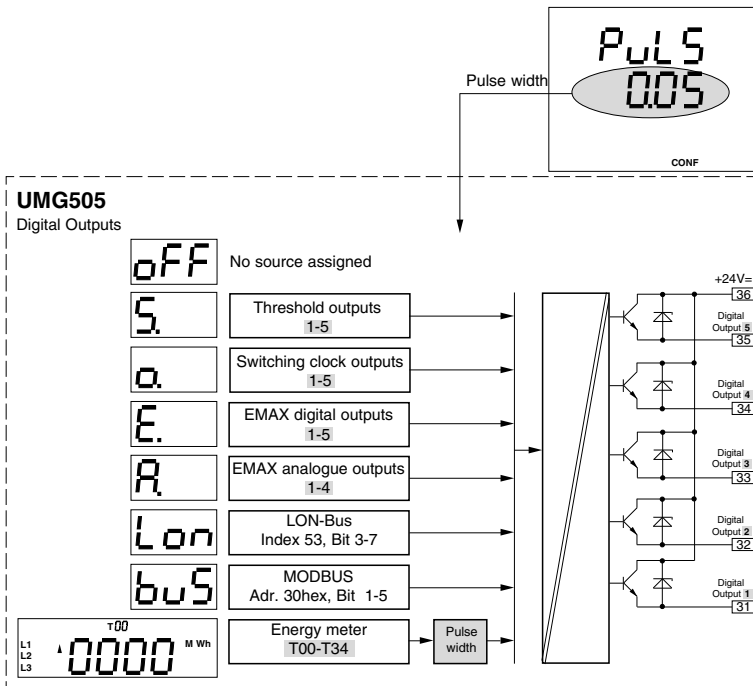 PuLS
Pulse width
0.05
CONF
UMG505
Digital Outputs
oFF
No source assigned
+24V=
36
S.
Threshold outputs
1-5
Digital
Output 5
35
o.
Switching clock outputs
1-5
Digital
Output 4
34
E.
EMAX digital outputs
1-5
A.
EMAX analogue outputs
1-4
Digital
Output 3
33
Lon
LON-Bus
Index 53, Bit 3-7
Digital
Output 2
32
buS
MODBUS
Adr. 30hex, Bit 1-5
Digital
Output 1
31
T00
L1
L2
L3
0000
M Wh
Energy meter
T00-T34
Pulse
width